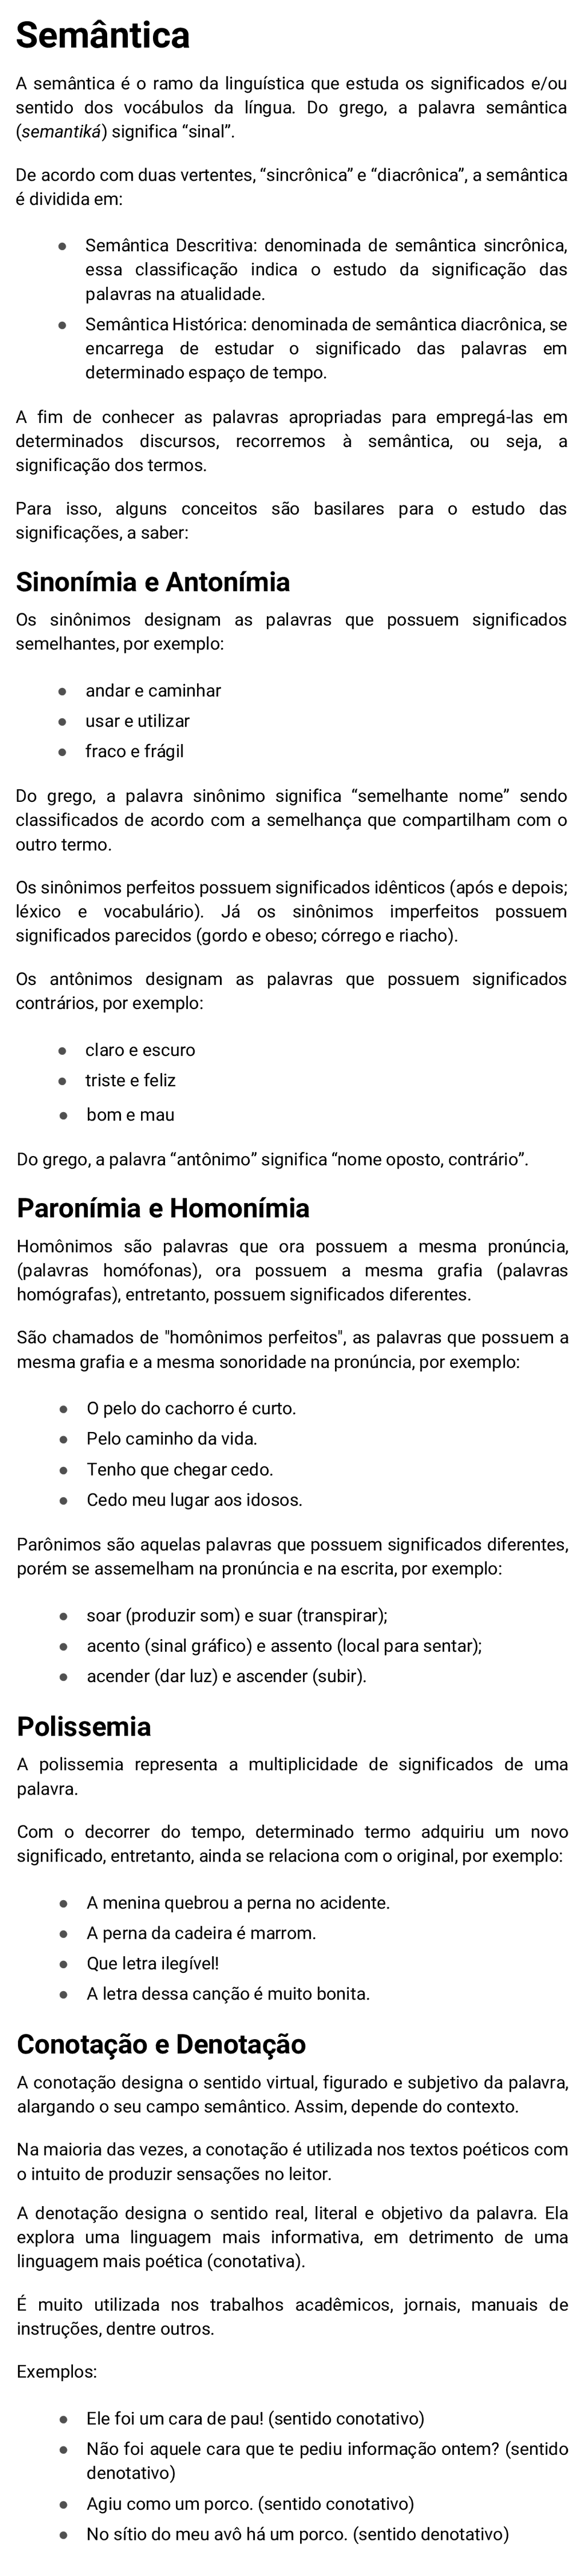 Semântica
A semântica é o ramo da linguística que estuda os significados e/ou
sentido dos vocábulos da língua. Do grego, a palavra semântica
(semantiká) significa “sinal”.
De acordo com duas vertentes, “sincrônica” e “diacrônica”, a semântica
é dividida em:
● Semântica Descritiva: denominada de semântica sincrônica,
essa classificação indica o estudo da significação das
palavras na atualidade.
● Semântica Histórica: denominada de semântica diacrônica, se
encarrega de estudar o significado das palavras em
determinado espaço de tempo.
A fim de conhecer as palavras apropriadas para empregá-las em
determinados discursos, recorremos à semântica, ou seja, a
significação dos termos.
Para isso, alguns conceitos são basilares para o estudo das
significações, a saber:
Sinonímia e Antonímia
Os sinônimos designam as palavras que possuem significados
semelhantes, por exemplo:
● andar e caminhar
● usar e utilizar
● fraco e frágil
Do grego, a palavra sinônimo significa “semelhante nome” sendo
classificados de acordo com a semelhança que compartilham com o
outro termo.
Os sinônimos perfeitos possuem significados idênticos (após e depois;
léxico e vocabulário). Já os sinônimos imperfeitos possuem
significados parecidos (gordo e obeso; córrego e riacho).
Os antônimos designam as palavras que possuem significados
contrários, por exemplo:
● claro e escuro
● triste e feliz
● bom e mau
Do grego, a palavra “antônimo” significa “nome oposto, contrário”.
Paronímia e Homonímia
Homônimos são palavras que ora possuem a mesma pronúncia,
(palavras homófonas), ora possuem a mesma grafia (palavras
homógrafas), entretanto, possuem significados diferentes.
São chamados de "homônimos perfeitos", as palavras que possuem a
mesma grafia e a mesma sonoridade na pronúncia, por exemplo:
● O pelo do cachorro é curto.
● Pelo caminho da vida.
● Tenho que chegar cedo.
● Cedo meu lugar aos idosos.
Parônimos são aquelas palavras que possuem significados diferentes,
porém se assemelham na pronúncia e na escrita, por exemplo:
● soar (produzir som) e suar (transpirar);
● acento (sinal gráfico) e assento (local para sentar);
● acender (dar luz) e ascender (subir).
Polissemia
A polissemia representa a multiplicidade de significados de uma
palavra.
Com o decorrer do tempo, determinado termo adquiriu um novo
significado, entretanto, ainda se relaciona com o original, por exemplo:
● A menina quebrou a perna no acidente.
● A perna da cadeira é marrom.
● Que letra ilegível!
● A letra dessa canção é muito bonita.
Conotação e Denotação
A conotação designa o sentido virtual, figurado e subjetivo da palavra,
alargando o seu campo semântico. Assim, depende do contexto.
Na maioria das vezes, a conotação é utilizada nos textos poéticos com
o intuito de produzir sensações no leitor.
A denotação designa o sentido real, literal e objetivo da palavra. Ela
explora uma linguagem mais informativa, em detrimento de uma
linguagem mais poética (conotativa).
É muito utilizada nos trabalhos acadêmicos, jornais, manuais de
instruções, dentre outros.
Exemplos:
● Ele foi um cara de pau! (sentido conotativo)
● Não foi aquele cara que te pediu informação ontem? (sentido
denotativo)
● Agiu como um porco. (sentido conotativo)
● No sítio do meu avô há um porco. (sentido denotativo)